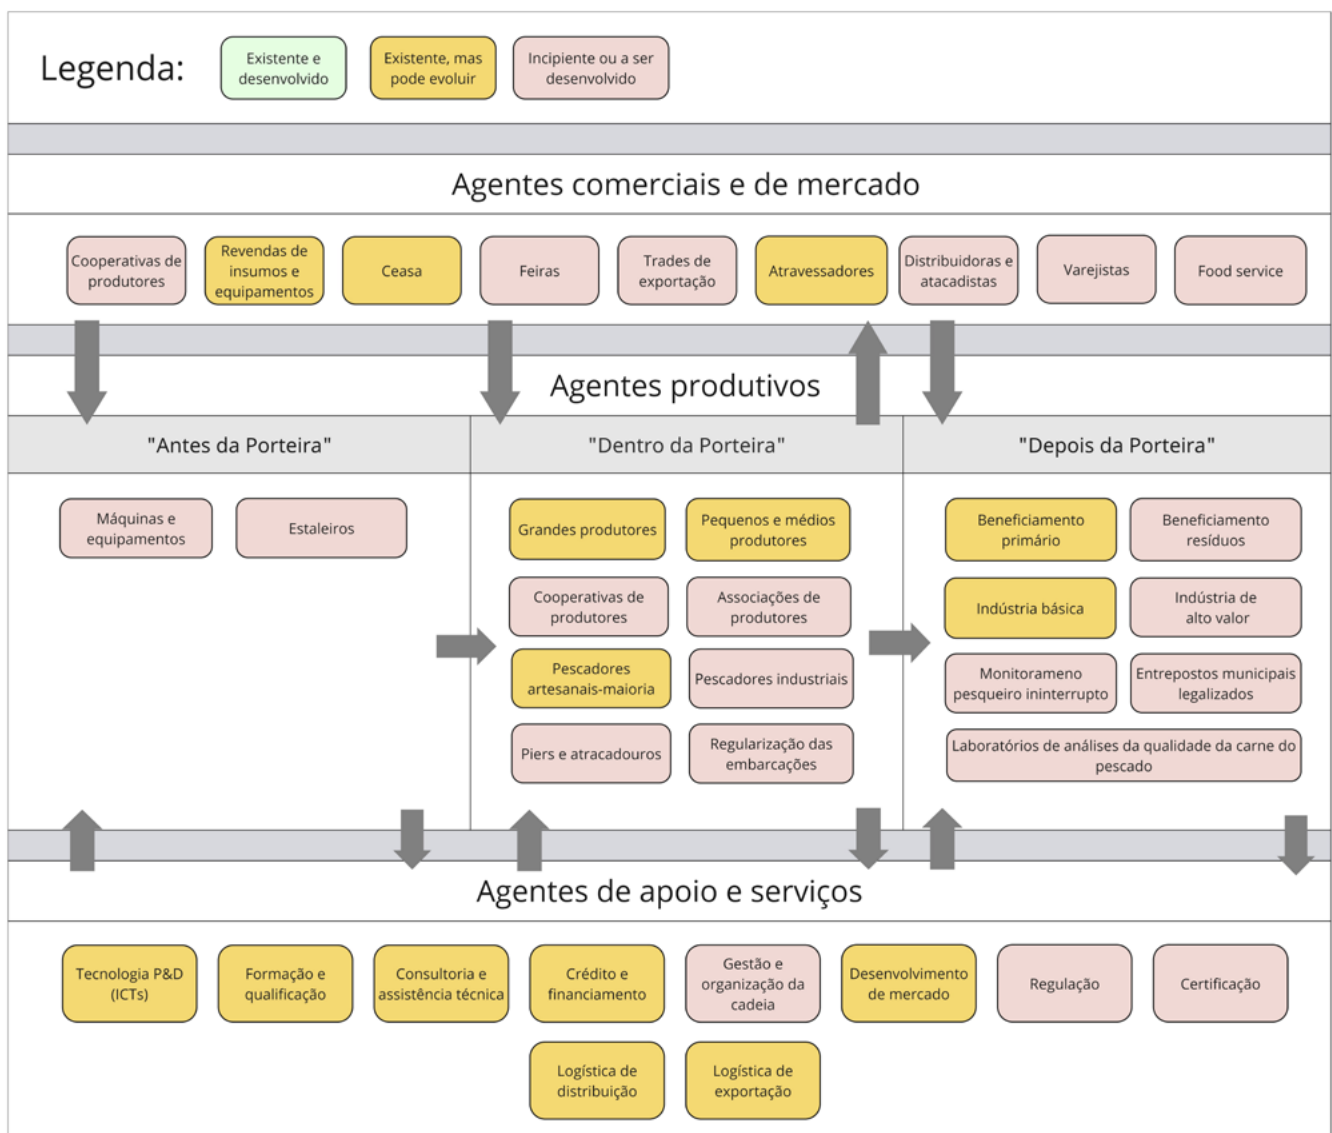 Legenda:
Existente e
desenvolvido
Existente, mas
pode evoluir
Incipiente ou a ser
desenvolvido
Agentes comerciais e de mercado
Cooperativas de
produtores
Revendas de
insumos e
equipamentos
Ceasa
Feiras
Trades de
exportação
Atravessadores
Distribuidoras e
atacadistas
Varejistas
Food service
Agentes produtivos
"Antes da Porteira"
"Dentro da Porteira"
"Depois da Porteira"
Máquinas e
equipamentos
Estaleiros
Grandes produtores
Pequenos e médios
produtores
Cooperativas de
produtores
Associações de
produtores
Pescadores
artesanais-maioria
Pescadores industriais
Piers e atracadouros
Regularização das
embarcações
Beneficiamento
primário
Beneficiamento
resíduos
Indústria básica
Indústria de
alto valor
Monitorameno
pesqueiro ininterrupto
Entrepostos municipais
legalizados
Laboratórios de análises da qualidade da carne do
pescado
Agentes de apoio e serviços
Tecnologia P&D
(ICTs)
Formação e
qualificação
Consultoria e
assistência técnica
Crédito e
financiamento
Gestão e
organização da
cadeia
Desenvolvimento
de mercado
Regulação
Certificação
Logística de
distribuição
Logística de
exportação